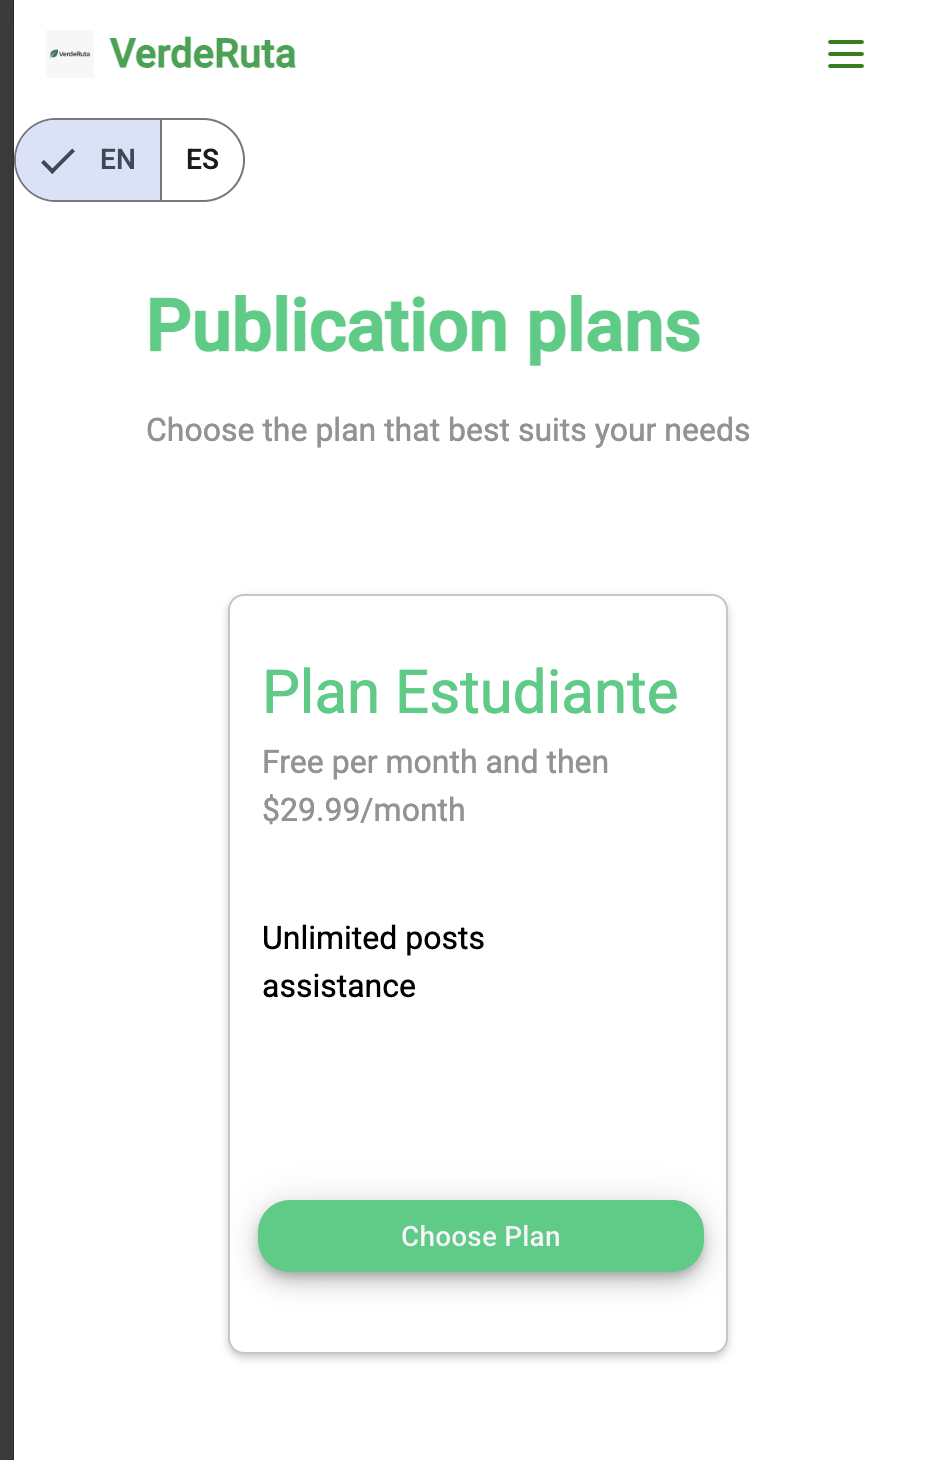 VerdeRuta VerdeRuta
EN ES
Publication plans
Choose the plan that best suits your needs
Plan Estudiante
Free per month and then
$29.99/month
Unlimited posts
assistance
Choose Plan